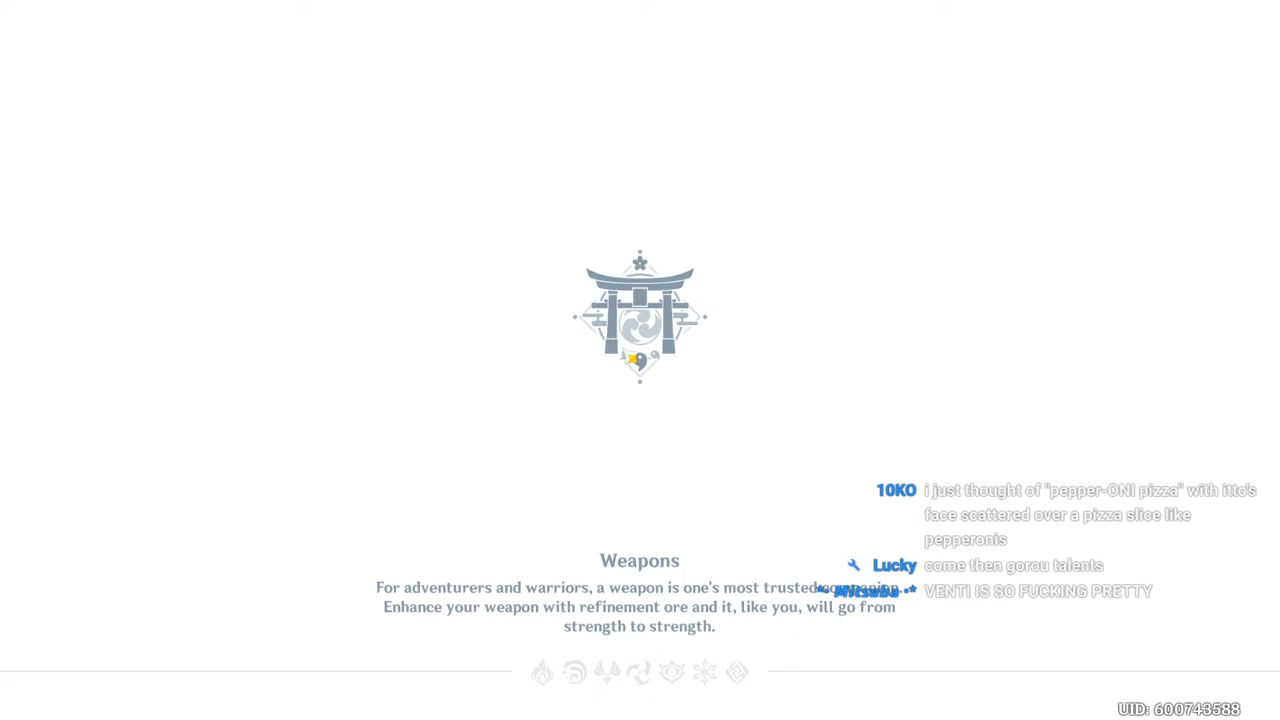 10KO i just thought of "pepper-ONI pizza" with itto's
face scattered over a pizza slice like
pepperonis
Weapons
Lucky come then gorou talents
For adventurers and warriors, a weapon is one's most trusted companion.
Mitsuba VENTI IS SO FUCKING PRETTY
Enhance your weapon with refinement ore and it, like you, will go from
strength to strength.
UID: 600743588